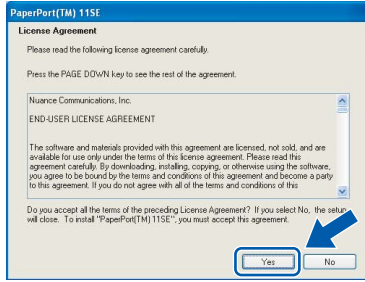 PaperPort(TM) 11SE
License Agreement
Please read the following license agreement carefully.
Press the PAGE DOWN key to see the rest of the agreement.
Nuance Communications, Inc.
END-USER LICENSE AGREEMENT
The software and materials provided with this agreement are licensed, not sold, and are
available for use only under the terms of this license agreement. Please read this
agreement carefully. By downloading, installing, copying, or otherwise using the software,
you agree to be bound by the terms and conditions of this agreement and become a party
to this agreement. If you do not agree with all of the terms and conditions of this
Do you accept all the terms of the preceding License Agreement? If you select No, the setup
will close. To install "PaperPort(TM) 11SE", you must accept this agreement.
Yes
No